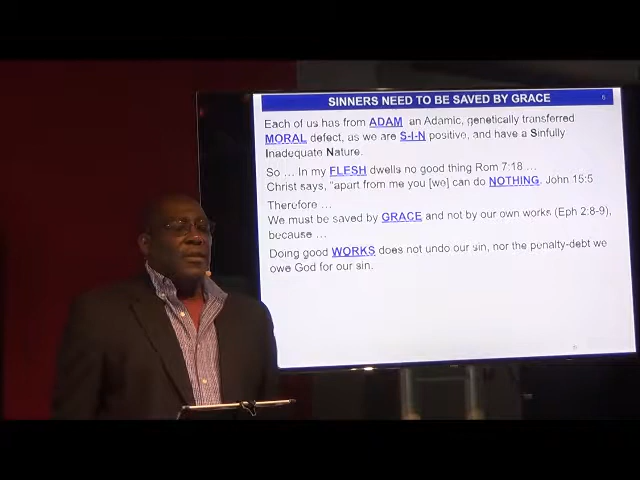 SINNERS NEED TO BE SAVED BY GRACE 6
Each of us has from ADAM an Adamic, genetically transferred
MORAL defect, as we are S-I-N positive, and have a Sinfully
Inadequate Nature.
So … In my FLESH dwells no good thing Rom 7:18 …
Christ says, "apart from me you [we] can do NOTHING. John 15:5
Therefore …
We must be saved by GRACE and not by our own works (Eph 2:8-9),
because …
Doing good WORKS does not undo our sin, nor the penalty-debt we
owe God for our sin.